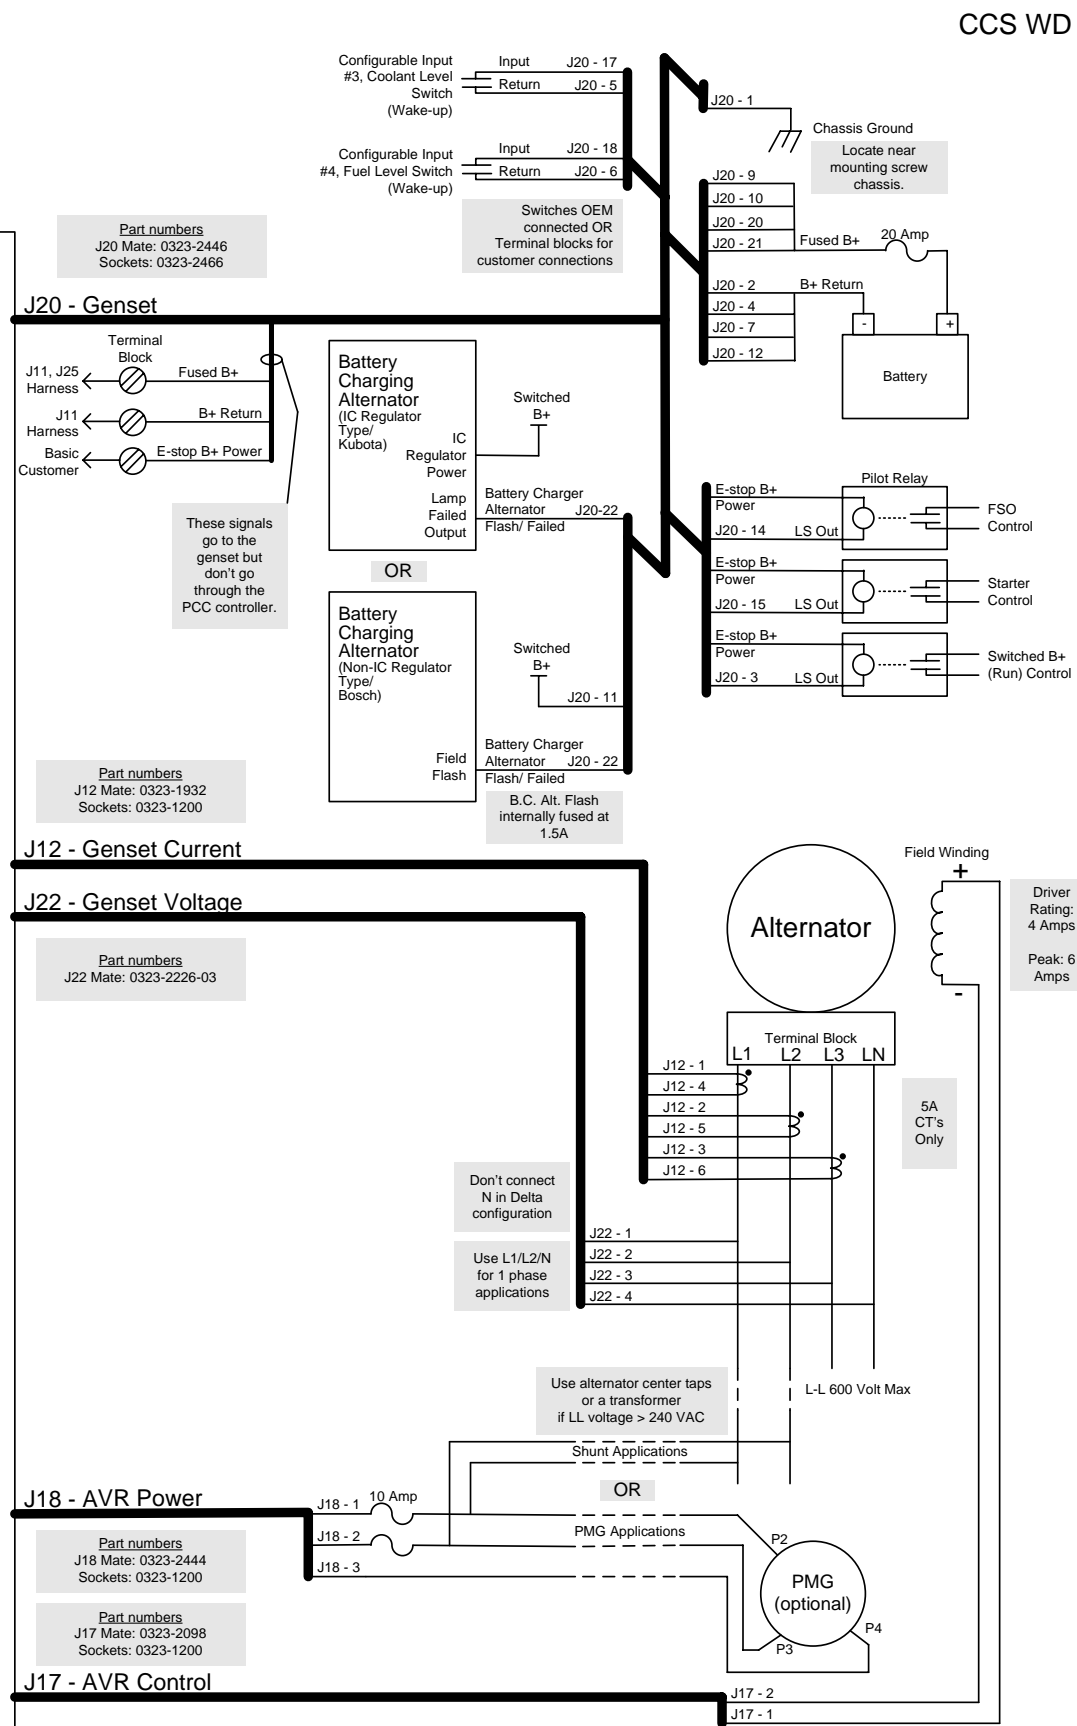 CCS WD
Configurable Input
#3, Coolant Level
Switch
(Wake-up)
Input
J20 - 17
Return
J20 - 5
Configurable Input
#4, Fuel Level Switch
(Wake-up)
Input
J20 - 18
Return
J20 - 6
Switches OEM
connected OR
Terminal blocks for
customer connections
J20 - 1
Chassis Ground
Locate near
mounting screw
chassis.
J20 - 9
J20 - 10
J20 - 20
J20 - 21
Fused B+
20 Amp
J20 - 2
B+ Return
J20 - 4
J20 - 7
J20 - 12
-
+
Battery
Part numbers
J20 Mate: 0323-2446
Sockets: 0323-2466
J20 - Genset
Terminal
Block
J11, J25
Harness
Fused B+
J11
Harness
B+ Return
Basic
Customer
E-stop B+ Power
These signals
go to the
genset but
don't go
through the
PCC controller.
Battery
Charging
Alternator
(IC Regulator
Type/
Kubota)
IC
Regulator
Power
Lamp
Failed
Output
Switched
B+
Battery Charger
Alternator
Flash/ Failed
J20-22
OR
Battery
Charging
Alternator
(Non-IC Regulator
Type/
Bosch)
Field
Flash
Switched
B+
J20 - 11
Battery Charger
Alternator
Flash/ Failed
J20 - 22
B.C. Alt. Flash
internally fused at
1.5A
Pilot Relay
E-stop B+
Power
J20 - 14
LS Out
FSO
Control
E-stop B+
Power
J20 - 15
LS Out
Starter
Control
E-stop B+
Power
J20 - 3
LS Out
Switched B+
(Run) Control
Part numbers
J12 Mate: 0323-1932
Sockets: 0323-1200
J12 - Genset Current
J22 - Genset Voltage
Part numbers
J22 Mate: 0323-2226-03
Alternator
Field Winding
+
-
Driver
Rating:
4 Amps
Peak: 6
Amps
Terminal Block
L1 L2 L3 LN
J12 - 1
J12 - 4
J12 - 2
J12 - 5
J12 - 3
J12 - 6
5A
CT's
Only
Don't connect
N in Delta
configuration
Use L1/L2/N
for 1 phase
applications
J22 - 1
J22 - 2
J22 - 3
J22 - 4
Use alternator center taps
or a transformer
if LL voltage > 240 VAC
L-L 600 Volt Max
Shunt Applications
OR
J18 - AVR Power
J18 - 1
10 Amp
J18 - 2
J18 - 3
PMG Applications
P2
PMG
(optional)
P3
P4
Part numbers
J18 Mate: 0323-2444
Sockets: 0323-1200
Part numbers
J17 Mate: 0323-2098
Sockets: 0323-1200
J17 - AVR Control
J17 - 2
J17 - 1